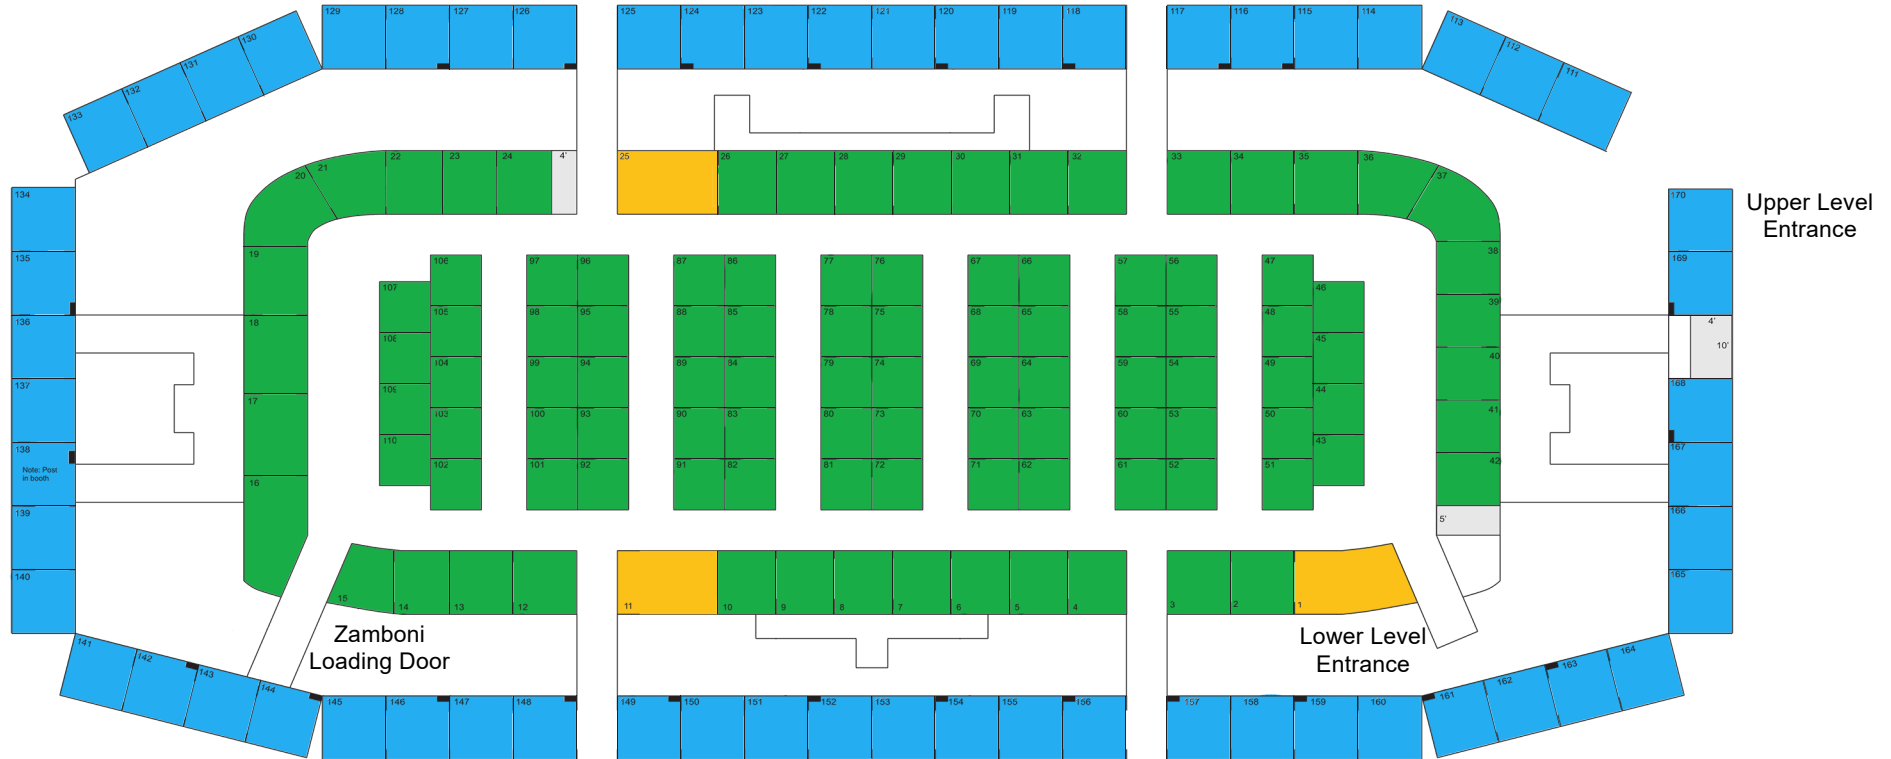 129 128 127 126 125 124 123 122 121 120 119 118 117 116 115 114 113
130 112
131 111
132
133
22 23 24 4' 25 26 27 28 29 30 31 32 33 34 35 36
21 37
20
134 170 Upper Level
Entrance
19 38
135 106 97 96 87 86 77 76 67 66 57 56 47 169
107 46
39
105 98 95 88 85 78 75 68 65 58 55 48
136 18 4'
108 45 10'
40
104 99 94 89 84 79 74 69 64 59 54 49
137 109 44 168
17 41
103 100 93 90 83 80 73 70 63 60 53 50
138 110 43 167
Note: Post
in booth
102 101 92 91 82 81 72 71 62 61 52 51 42
16
139 5' 166
140 165
15 14 13 12 11 10 9 8 7 6 5 4 3 2 1
Zamboni
Loading Door
Lower Level
Entrance
141 142 143 144 161 162 163 164
145 146 147 148 149 150 151 152 153 154 155 156 157 158 159 160